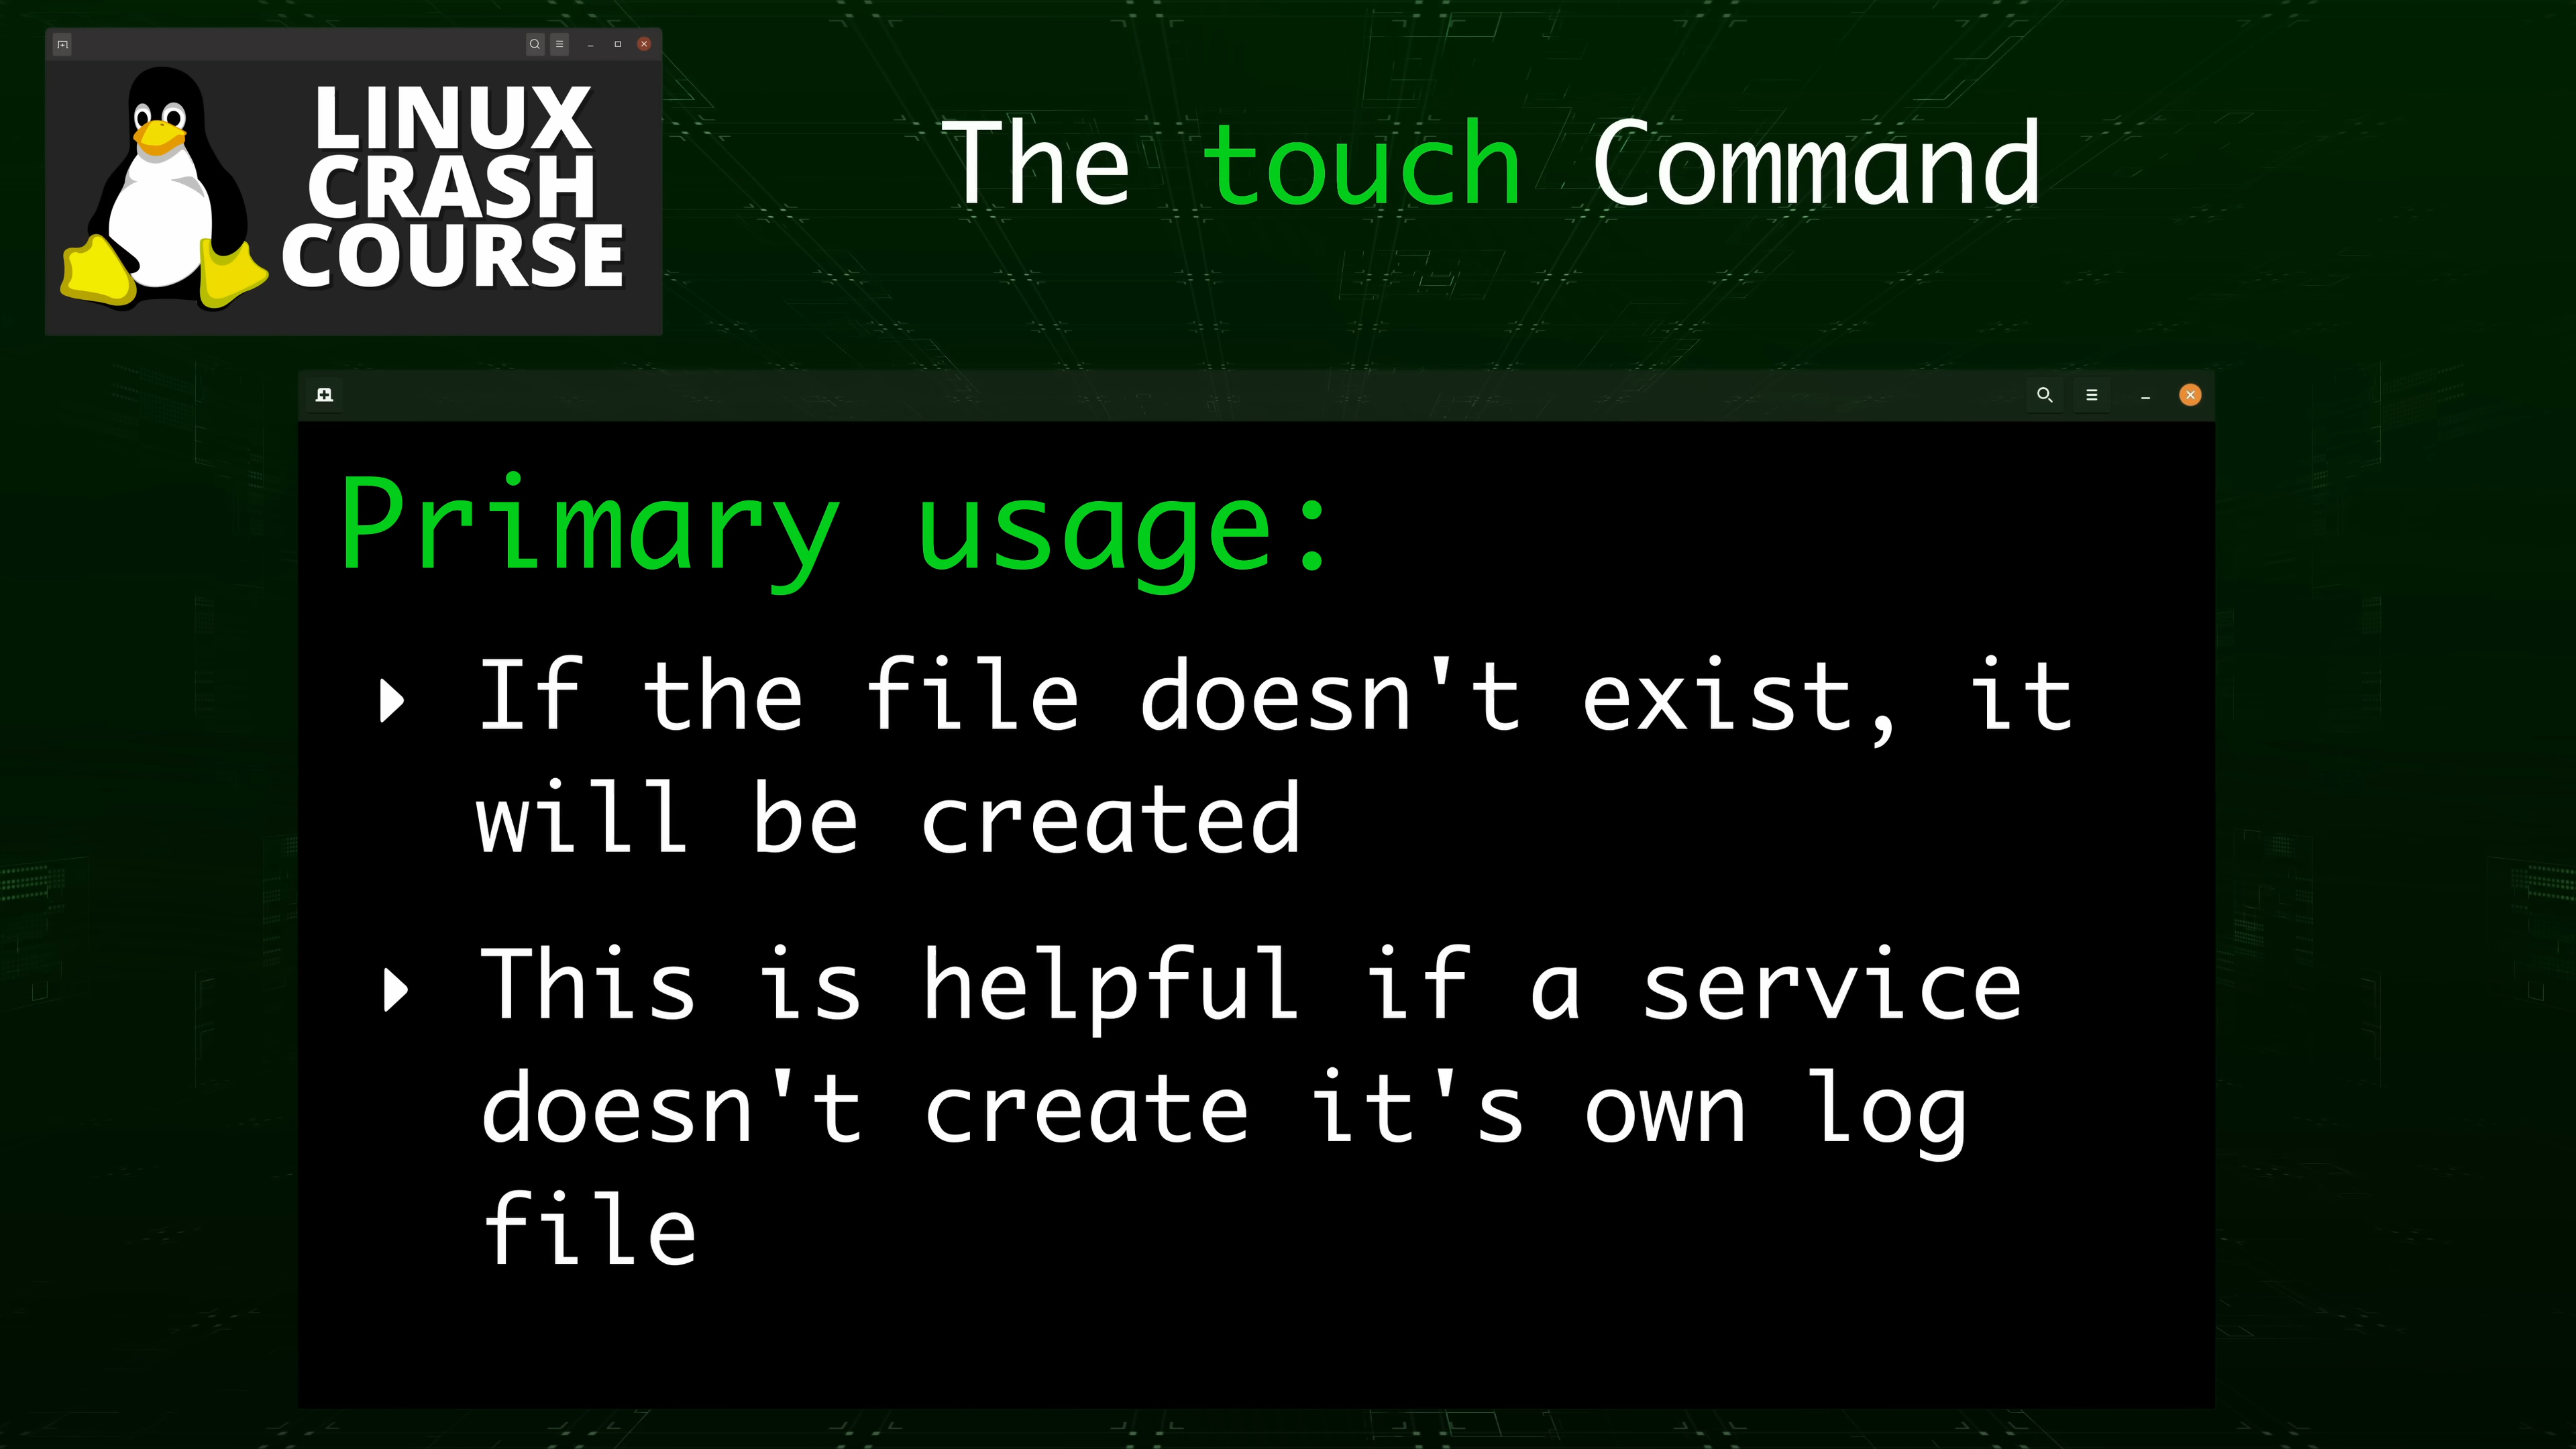 LINUX
CRASH
COURSE
The touch Command
Primary usage:
If the file doesn't exist, it
will be created
This is helpful if a service
doesn't create it's own log
file